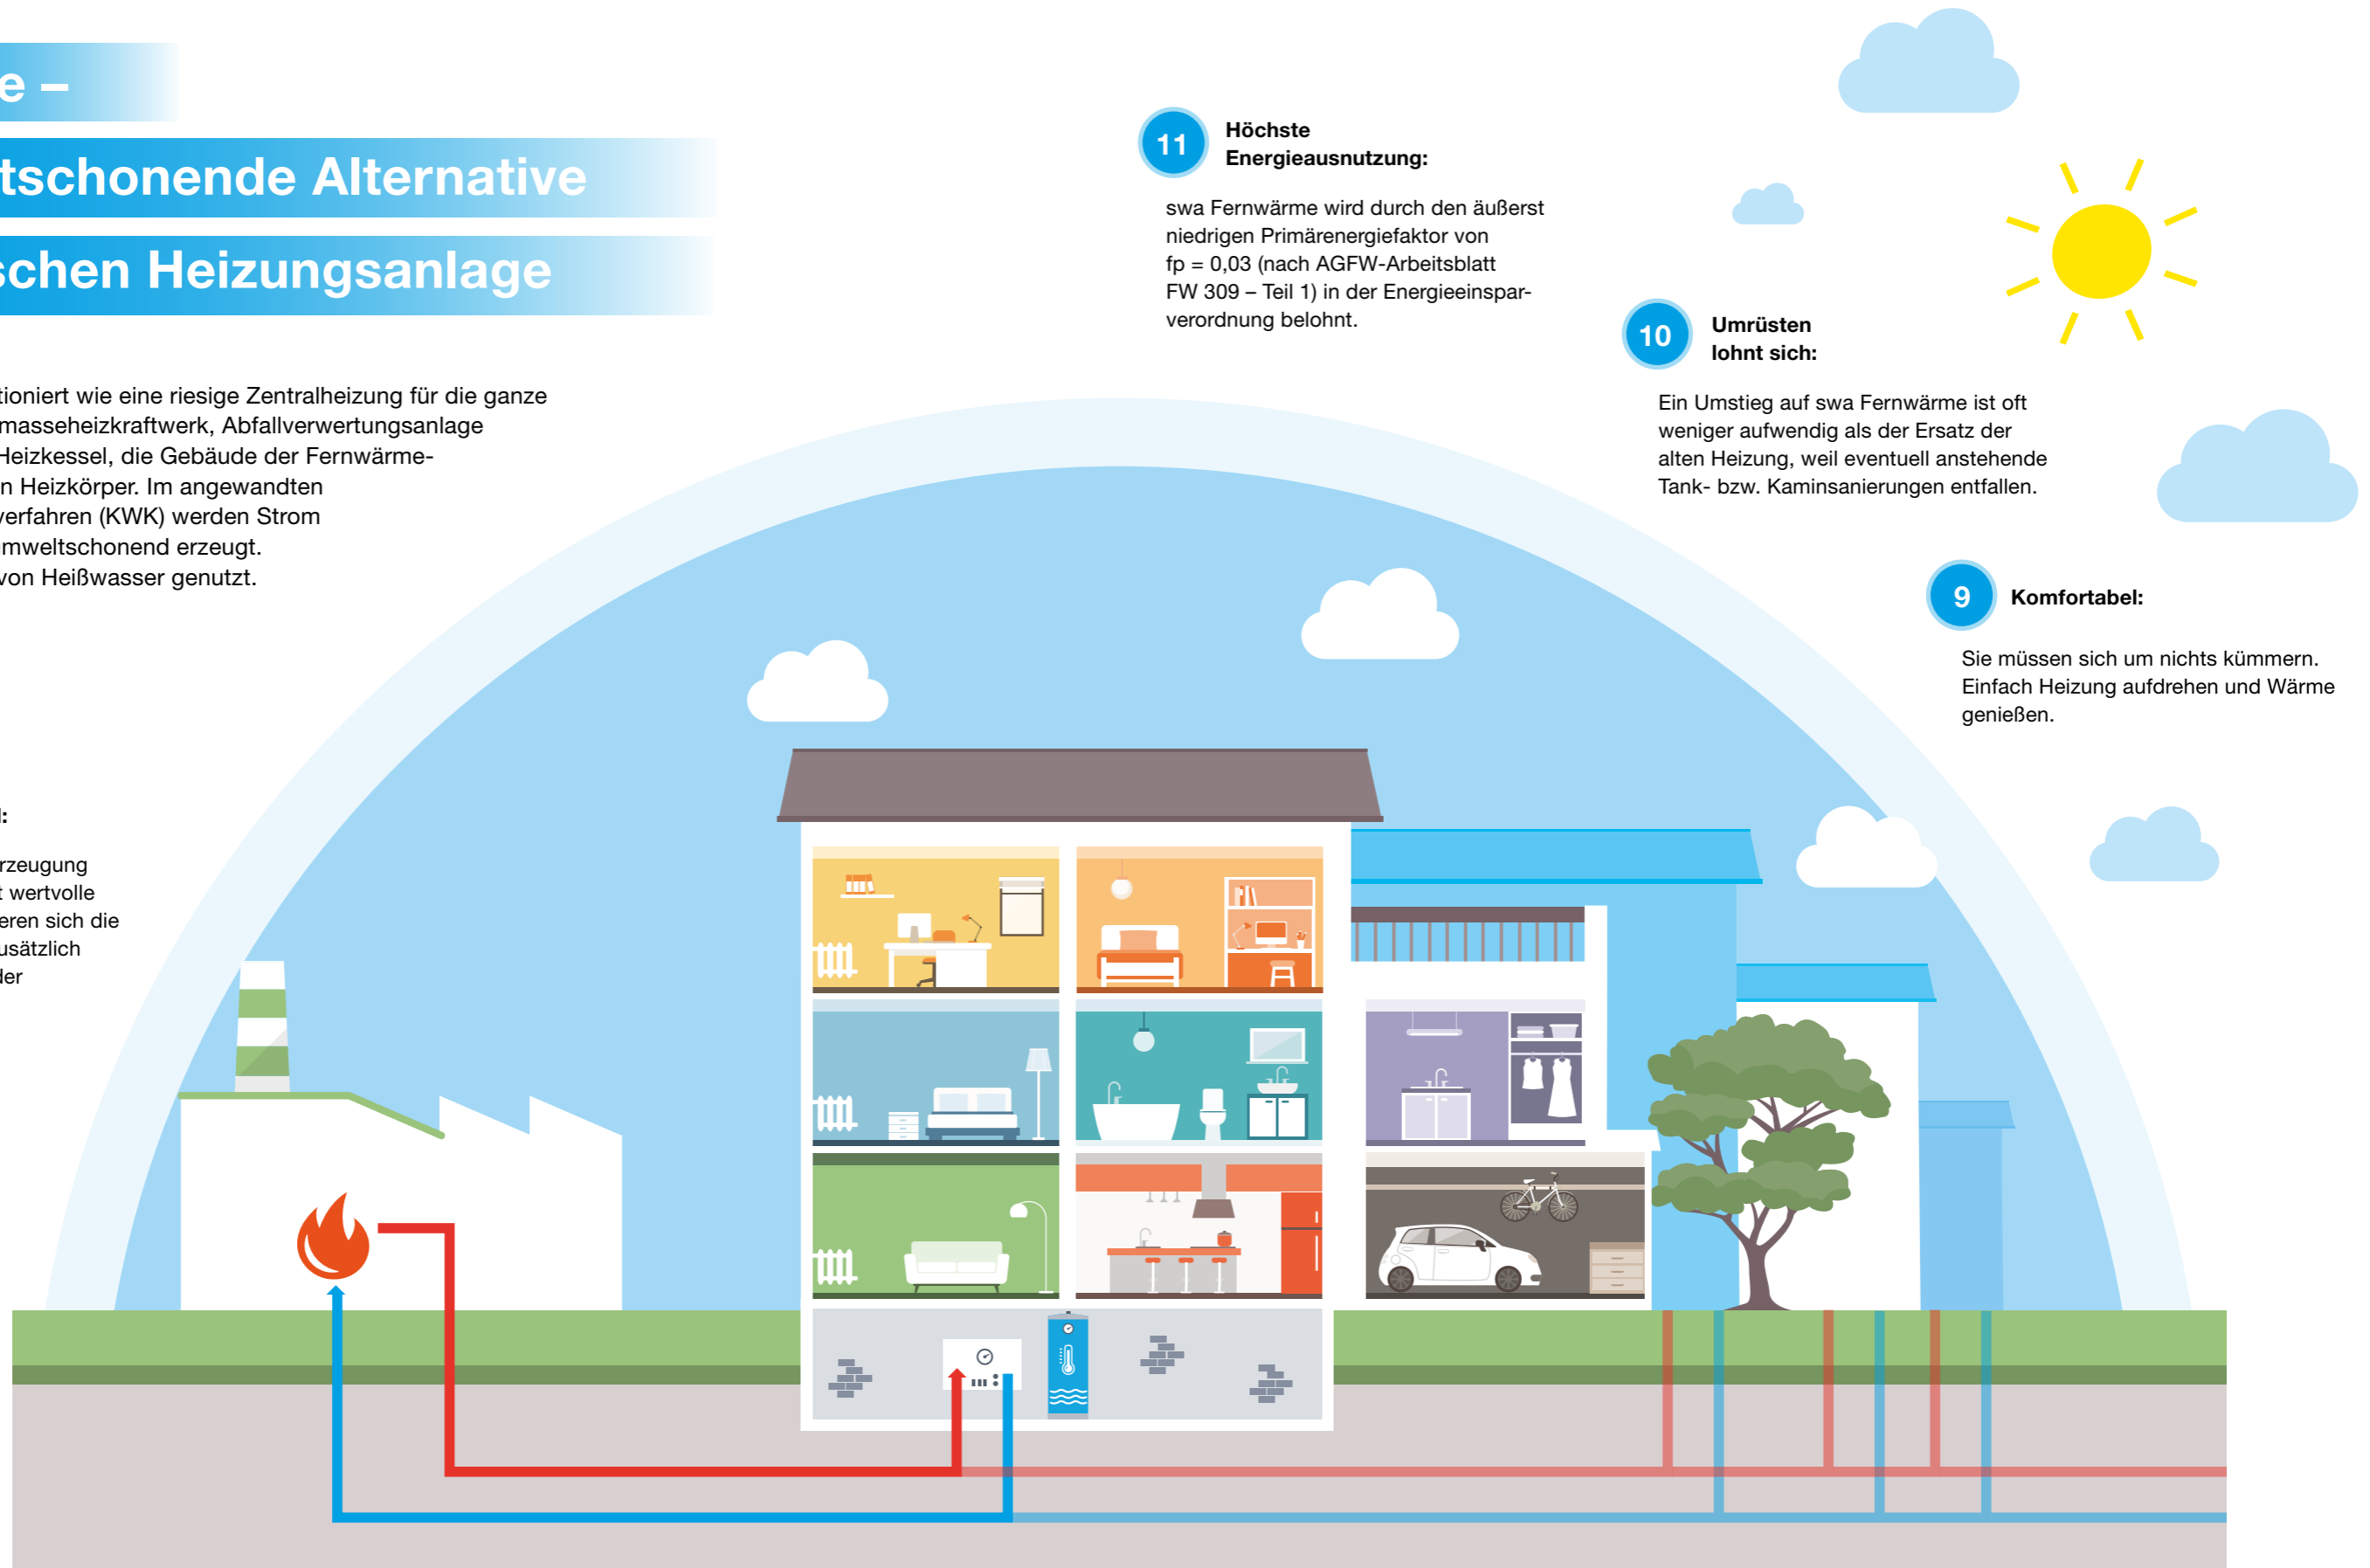 e –
tschonende Alternative
schen Heizungsanlage
tioniert wie eine riesige Zentralheizung für die ganze
masseheizkraftwerk, Abfallverwertungsanlage
Heizkessel, die Gebäude der Fernwärme-
n Heizkörper. Im angewandten
verfahren (KWK) werden Strom
mweltschonend erzeugt.
von Heißwasser genutzt.
:
rzeugung
t wertvolle
eren sich die
usätzlich
der
11
Höchste
Energieausnutzung:
swa Fernwärme wird durch den äußerst
niedrigen Primärenergiefaktor von
fp = 0,03 (nach AGFW-Arbeitsblatt
FW 309 – Teil 1) in der Energieeinspar-
verordnung belohnt.
10
Umrüsten
lohnt sich:
Ein Umstieg auf swa Fernwärme ist oft
weniger aufwendig als der Ersatz der
alten Heizung, weil eventuell anstehende
Tank- bzw. Kaminsanierungen entfallen.
9
Komfortabel:
Sie müssen sich um nichts kümmern.
Einfach Heizung aufdrehen und Wärme
genießen.